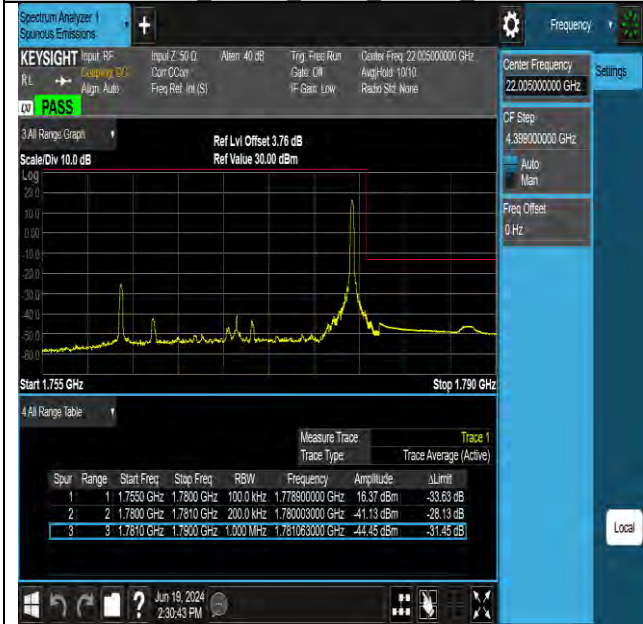 Spectrum Analyzer 1
Spurious Emissions
Frequency
KEYSIGHT Input: RF Input Z: 50 Ω Atten: 40 dB Trig: Free Run Center Freq: 22.005000000 GHz
RL Coupling: DC Corr CCorr Gate: Off Avg|Hold: 10/10
Align: Auto Freq Ref: Int (S) IF Gain: Low Radio Std: None
LXI PASS
Center Frequency
22.005000000 GHz
Settings
CF Step
4.399000000 GHz
Auto
Man
Freq Offset
0 Hz
3 All Range Graph
Ref Lvl Offset 3.76 dB
Scale/Div 10.0 dB Ref Value 30.00 dBm
Log
20.0
10.0
0.00
-10.0
-20.0
-30.0
-40.0
-50.0
-60.0
Start 1.755 GHz Stop 1.790 GHz
4 All Range Table
Measure Trace Trace 1
Trace Type Trace Average (Active)
Spur Range Start Freq Stop Freq RBW Frequency Amplitude ΔLimit
1 1 1.7550 GHz 1.7800 GHz 100.0 kHz 1.778900000 GHz 16.37 dBm -33.63 dB
2 2 1.7800 GHz 1.7810 GHz 200.0 kHz 1.780003000 GHz -41.13 dBm -28.13 dB
3 3 1.7810 GHz 1.7900 GHz 1.000 MHz 1.781063000 GHz -44.45 dBm -31.45 dB
Local
? Jun 19, 2024
2:30:43 PM